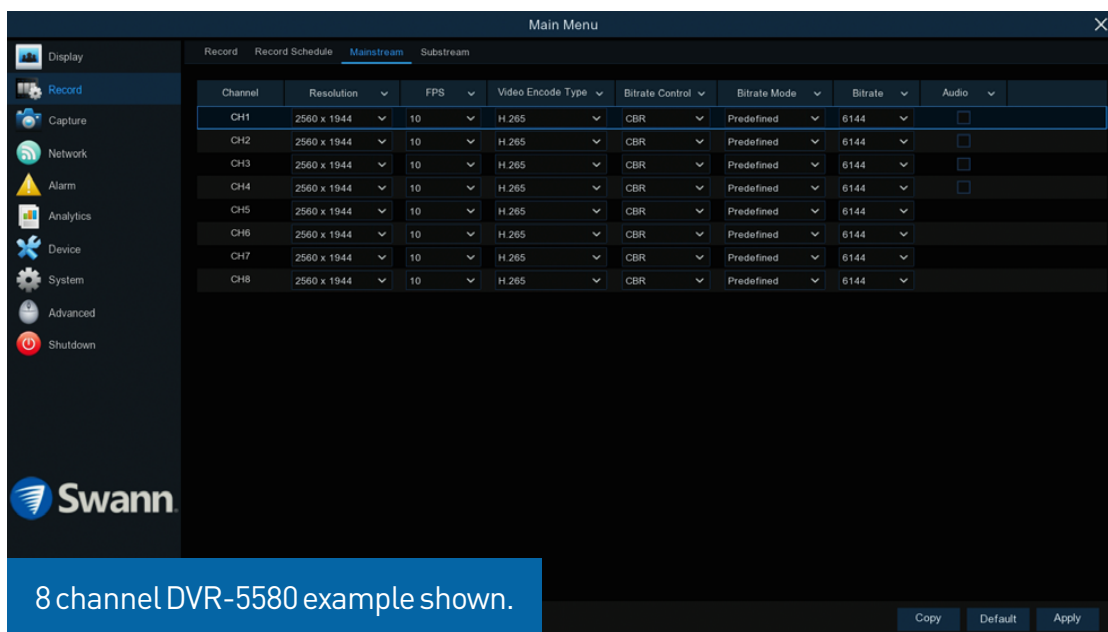 Main Menu
Display
Record
Capture
Network
Alarm
Analytics
Device
System
Advanced
Shutdown
Swann
Record Record Schedule Mainstream Substream
Channel Resolution FPS Video Encode Type Bitrate Control Bitrate Mode Bitrate Audio
CH1 2560 x 1944 10 H.265 CBR Predefined 6144
CH2 2560 x 1944 10 H.265 CBR Predefined 6144
CH3 2560 x 1944 10 H.265 CBR Predefined 6144
CH4 2560 x 1944 10 H.265 CBR Predefined 6144
CH5 2560 x 1944 10 H.265 CBR Predefined 6144
CH6 2560 x 1944 10 H.265 CBR Predefined 6144
CH7 2560 x 1944 10 H.265 CBR Predefined 6144
CH8 2560 x 1944 10 H.265 CBR Predefined 6144
8 channel DVR-5580 example shown.
Copy Default Apply